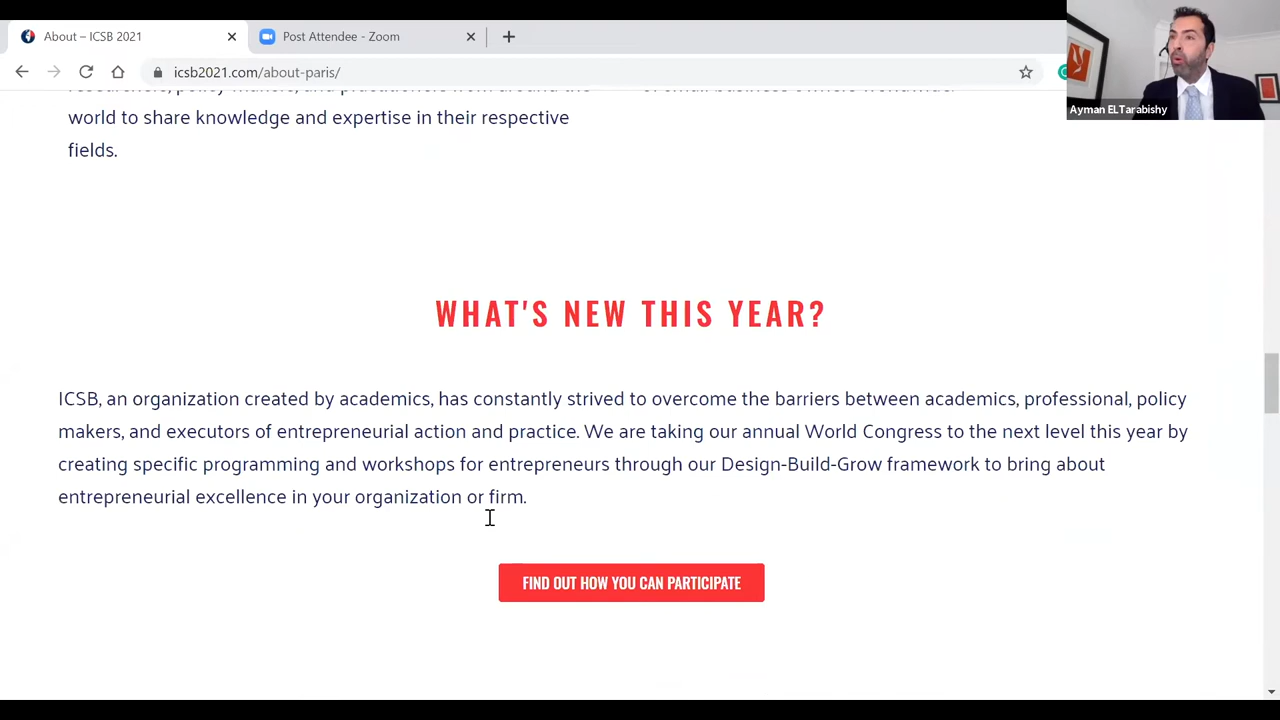 About – ICSB 2021
Post Attendee - Zoom
icsb2021.com/about-paris/
Ayman ELTarabishy
world to share knowledge and expertise in their respective
fields.
WHAT'S NEW THIS YEAR?
ICSB, an organization created by academics, has constantly strived to overcome the barriers between academics, professional, policy
makers, and executors of entrepreneurial action and practice. We are taking our annual World Congress to the next level this year by
creating specific programming and workshops for entrepreneurs through our Design-Build-Grow framework to bring about
entrepreneurial excellence in your organization or firm.
FIND OUT HOW YOU CAN PARTICIPATE